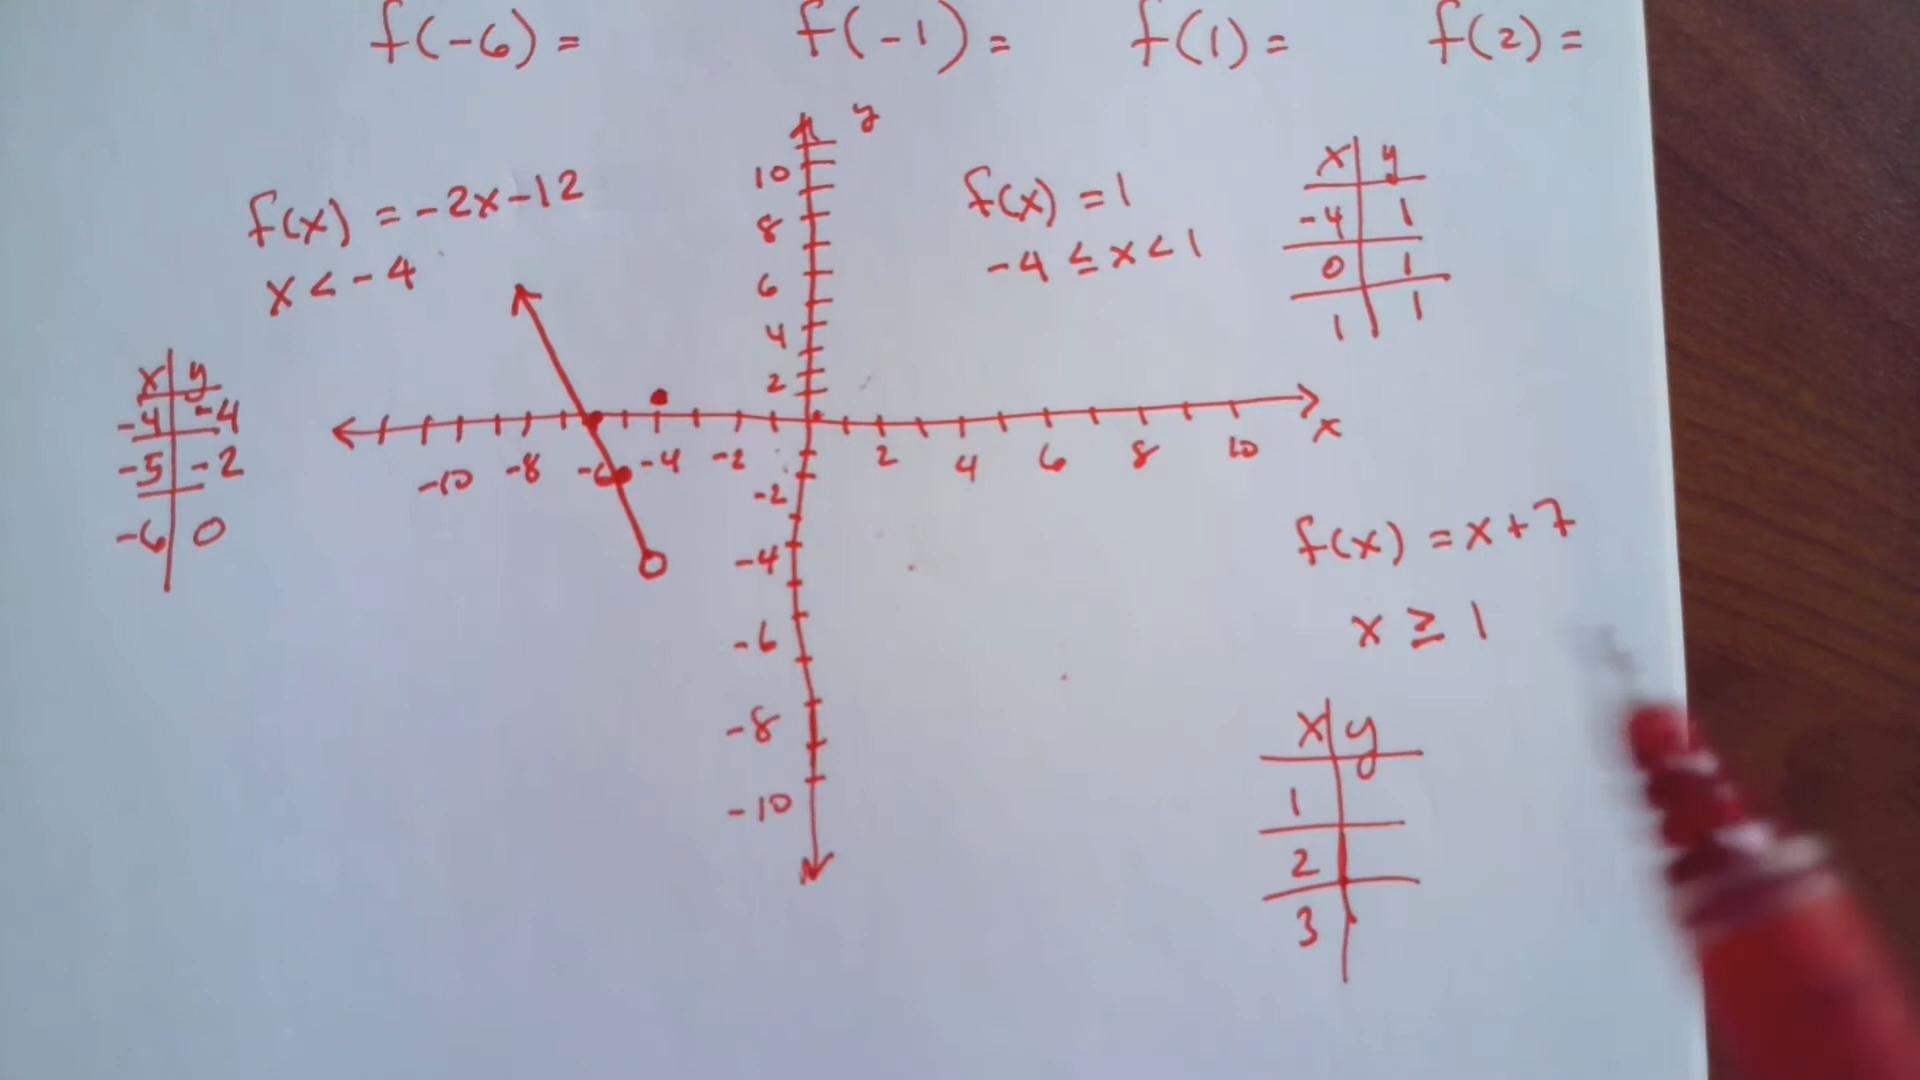 f(-6) = f(-1) = f(1) = f(2) =
y
f(x) = -2x-12
x < -4
f(x) = 1
-4 ≤ x < 1
x y
-4 1
0 1
1 1
x y
-4 -4
-5 -2
-6 0
10
8
6
4
2
-10 -8 -6 -4 -2 2 4 6 8 10 x
-2
-4
-6
-8
-10
f(x) = x+7
x ≥ 1
x y
1
2
3